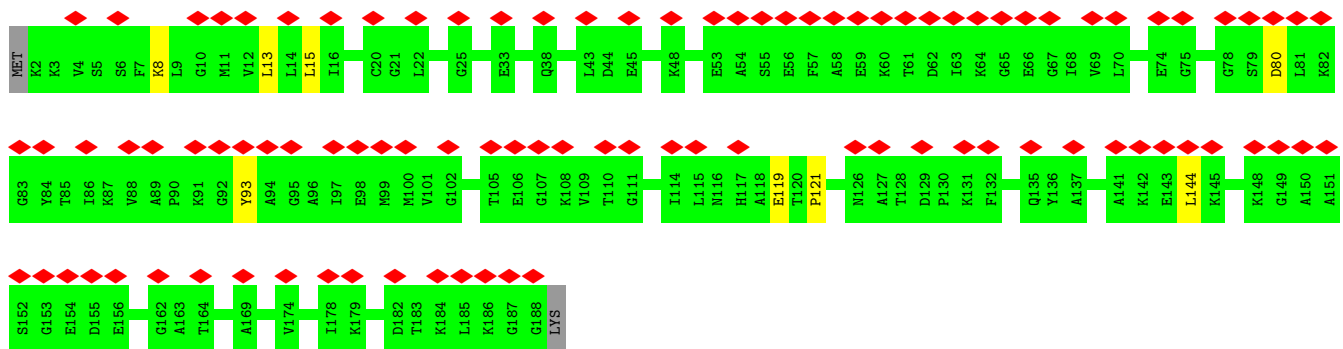 MET K2 K3 V4 S5 S6 F7 K8 L9 G10 M11 V12 L13 L14 L15 I16 C20 G21 L22 G25 E33 Q38 L43 D44 E45 K48 E53 A54 S55 E56 F57 A58 E59 K60 T61 D62 I63 K64 G65 E66 G67 I68 V69 L70 E74 G75 G78 S79 D80 L81 K82
G83 Y84 T85 I86 K87 V88 A89 P90 K91 G92 Y93 A94 G95 A96 I97 E98 M99 M100 V101 G102 T105 E106 G107 K108 V109 T110 G111 I114 L115 N116 H117 A118 E119 T120 P121 N126 A127 T128 D129 P130 K131 F132 Q135 Y136 A137 A141 K142 E143 L144 K145 K148 G149 A150 A151
S152 G153 E154 D155 E156 G162 A163 T164 A169 V174 I178 K179 D182 T183 K184 L185 K186 G187 G188 LYS